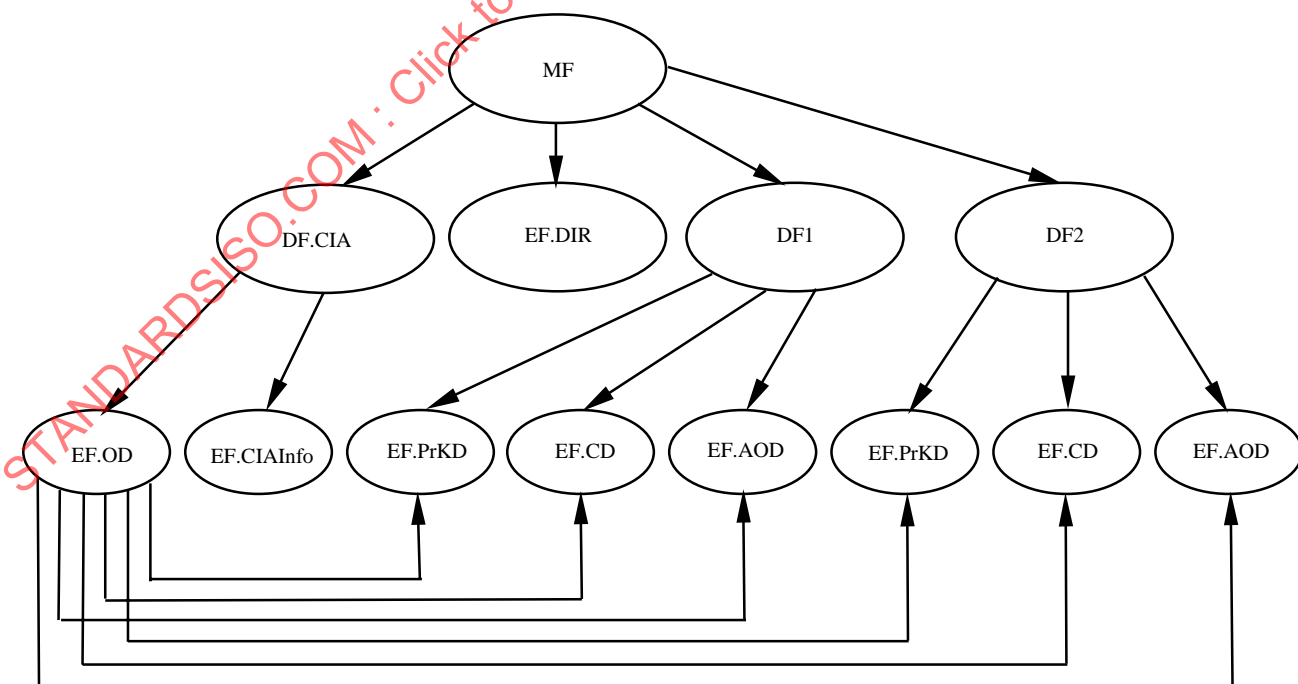 STANDARDSISO.COM : Click to
MF
DF.CIA
EF.DIR
DF1
DF2
EF.OD
EF.CIAInfo
EF.PrKD
EF.CD
EF.AOD
EF.PrKD
EF.CD
EF.AOD